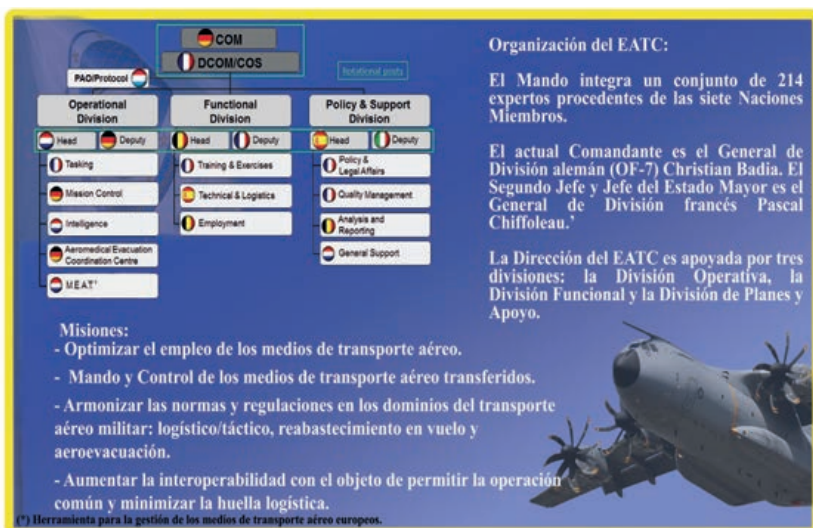 COM
DCOM/COS
Rotational posts
PAO/Protocol
Operational
Division
Functional
Division
Policy & Support
Division
Head
Deputy
Head
Deputy
Head
Deputy
Tasking
Mission Control
Intelligence
Aeromedical Evacuation
Coordination Centre
M.E.A.T.*
Training & Exercises
Technical & Logistics
Employment
Policy &
Legal Affairs
Quality Management
Analysis and
Reporting
General Support
Organización del EATC:
El Mando integra un conjunto de 214
expertos procedentes de las siete Naciones
Miembros.
El actual Comandante es el General de
División alemán (OF-7) Christian Badia. El
Segundo Jefe y Jefe del Estado Mayor es el
General de División francés Pascal
Chiffoleau.’
La Dirección del EATC es apoyada por tres
divisiones: la División Operativa, la
División Funcional y la División de Planes y
Apoyo.
Misiones:
- Optimizar el empleo de los medios de transporte aéreo.
- Mando y Control de los medios de transporte aéreo transferidos.
- Armonizar las normas y regulaciones en los dominios del transporte
aéreo militar: logístico/táctico, reabastecimiento en vuelo y
aeroevacuación.
- Aumentar la interoperabilidad con el objeto de permitir la operación
común y minimizar la huella logística.
(*) Herramienta para la gestión de los medios de transporte aéreo europeos.